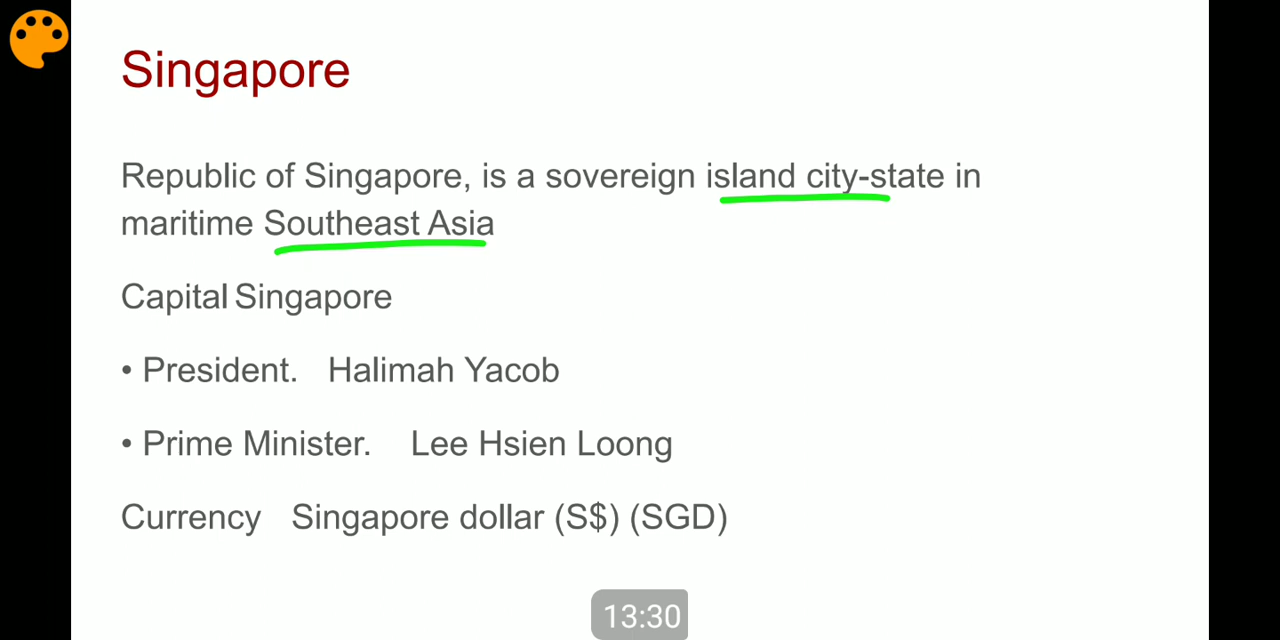 Singapore
Republic of Singapore, is a sovereign island city-state in
maritime Southeast Asia
Capital Singapore
• President. Halimah Yacob
• Prime Minister. Lee Hsien Loong
Currency Singapore dollar (S$) (SGD)
13:30